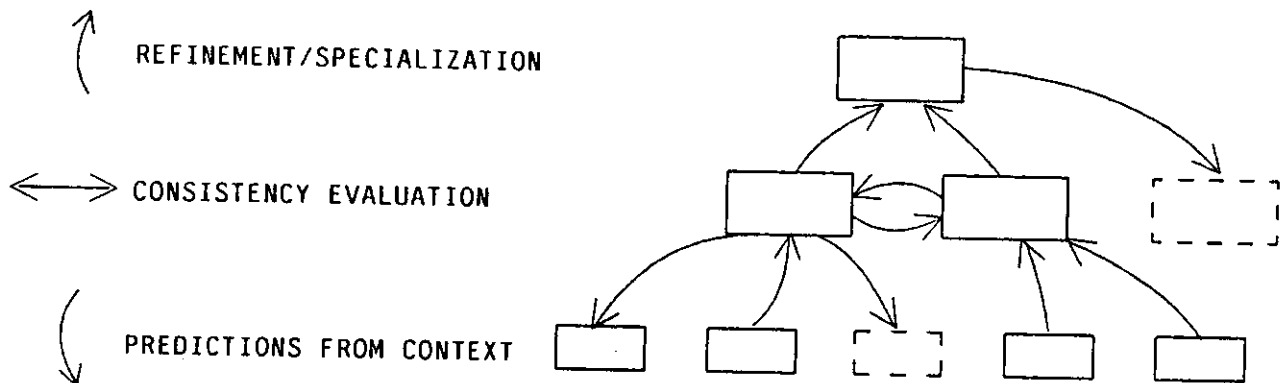 REFINEMENT/SPECIALIZATION
CONSISTENCY EVALUATION
PREDICTIONS FROM CONTEXT